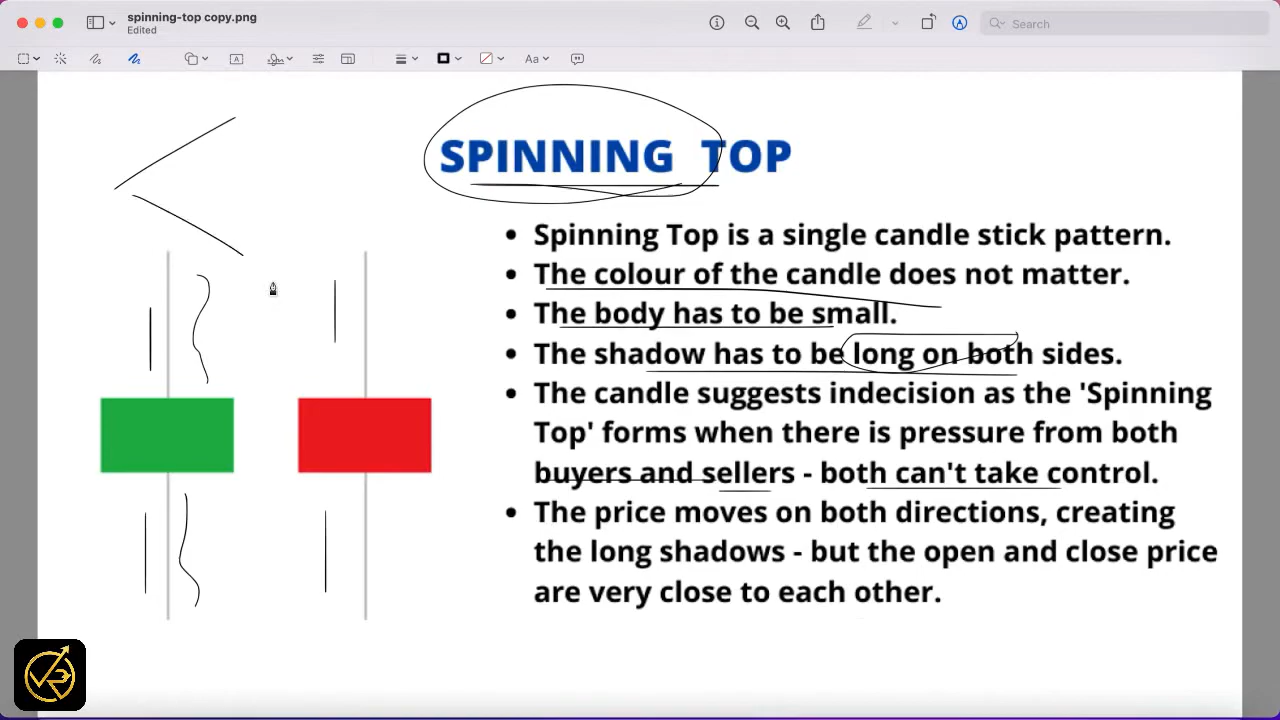 spinning-top copy.png
Edited
Search
Aa
SPINNING TOP
• Spinning Top is a single candle stick pattern.
• The colour of the candle does not matter.
• The body has to be small.
• The shadow has to be long on both sides.
• The candle suggests indecision as the 'Spinning
Top' forms when there is pressure from both
buyers and sellers - both can't take control.
• The price moves on both directions, creating
the long shadows - but the open and close price
are very close to each other.